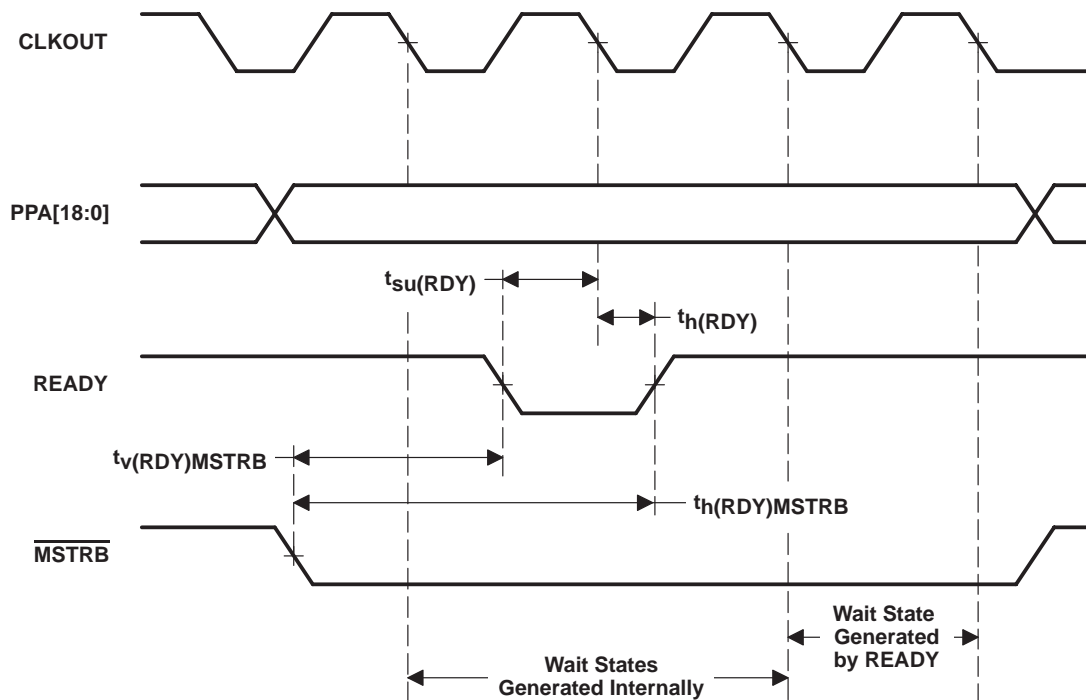 CLKOUT
PPA[18:0]
tsu(RDY)
th(RDY)
READY
tv(RDY)MSTRB
th(RDY)MSTRB
MSTRB
Wait State
Generated
by READY
Wait States
Generated Internally